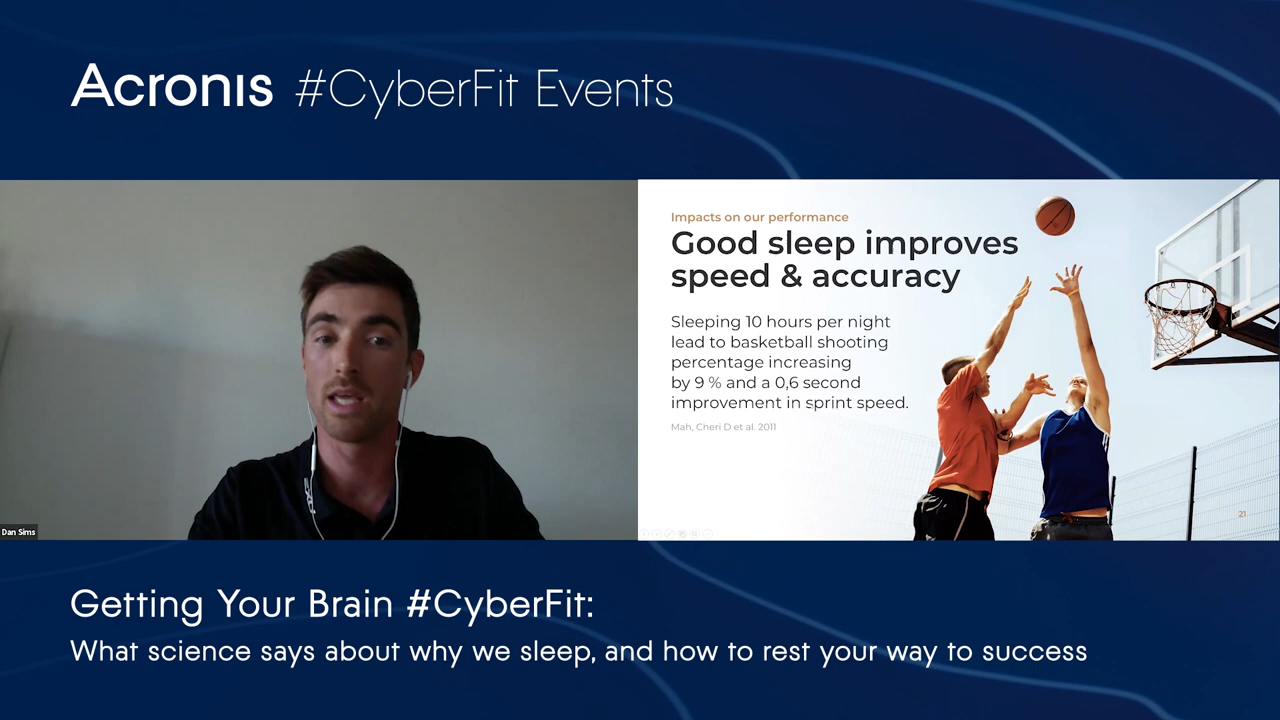 Acronis #CyberFit Events
Impacts on our performance
Good sleep improves
speed & accuracy
Sleeping 10 hours per night
lead to basketball shooting
percentage increasing
by 9 % and a 0,6 second
improvement in sprint speed.
Mah, Cheri D et al. 2011
21
Dan Sims
Getting Your Brain #CyberFit:
What science says about why we sleep, and how to rest your way to success